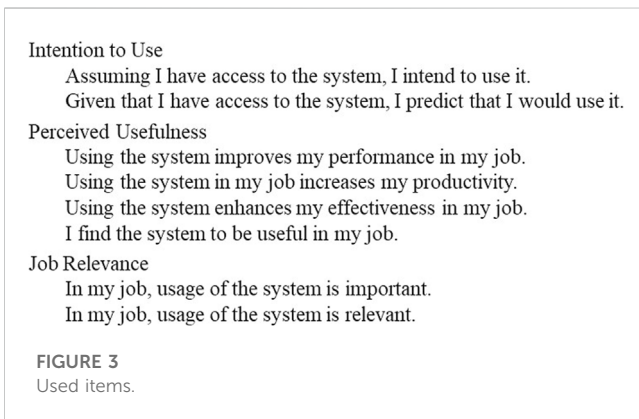 Intention to Use
Assuming I have access to the system, I intend to use it.
Given that I have access to the system, I predict that I would use it.
Perceived Usefulness
Using the system improves my performance in my job.
Using the system in my job increases my productivity.
Using the system enhances my effectiveness in my job.
I find the system to be useful in my job.
Job Relevance
In my job, usage of the system is important.
In my job, usage of the system is relevant.
FIGURE 3
Used items.